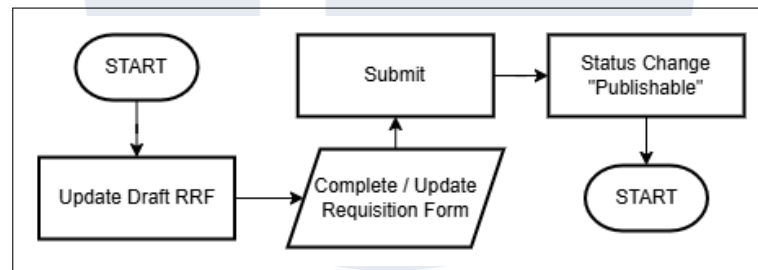 START
Update Draft RRF
Complete / Update
Requisition Form
Submit
Status Change
"Publishable"
START